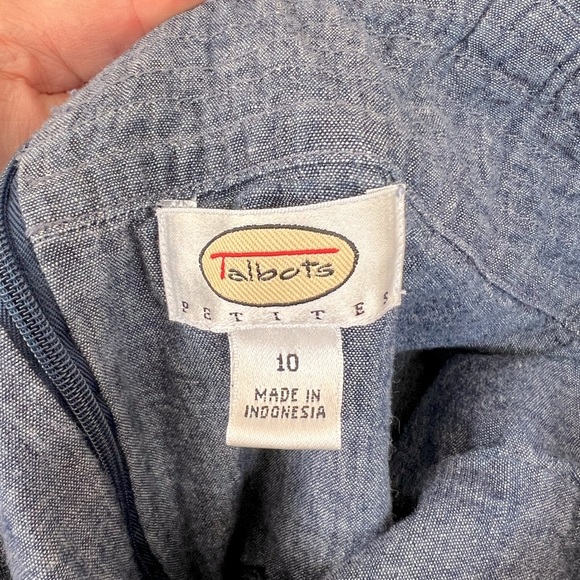 Talbots
PETITES
10
MADE IN
INDONESIA